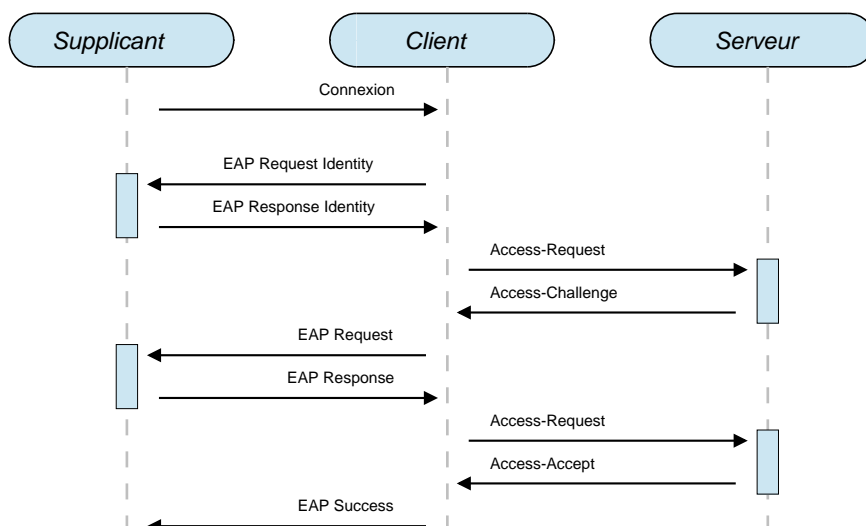 Supplicant
Client
Serveur
Connexion
EAP Request Identity
EAP Response Identity
Access-Request
Access-Challenge
EAP Request
EAP Response
Access-Request
Access-Accept
EAP Success